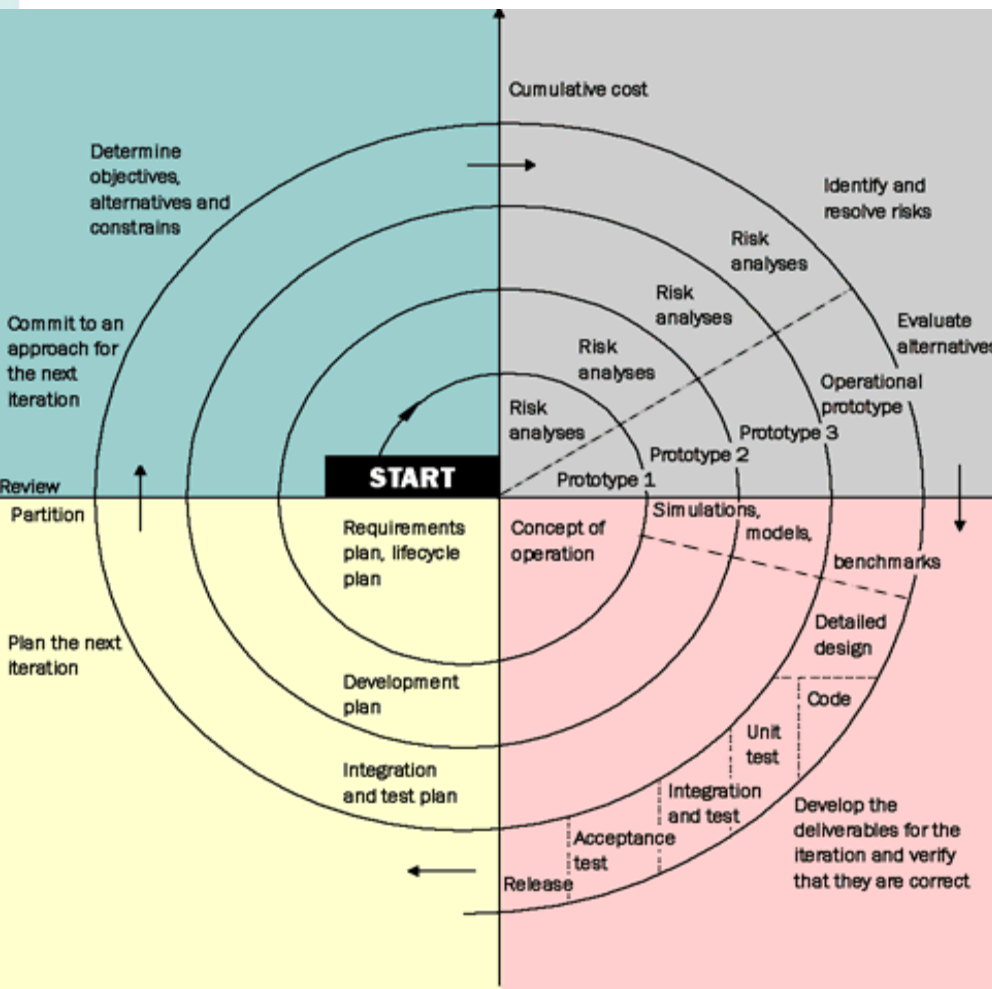 Cumulative cost
Determine
objectives,
alternatives and
constrains
Identify and
resolve risks
Risk
analyses
Risk
analyses
Risk
analyses
Risk
analyses
Commit to an
approach for
the next
iteration
Evaluate
alternatives
Operational
prototype
Prototype 3
Prototype 2
Prototype 1
START
Review
Partition
Requirements
plan, lifecycle
plan
Concept of
operation
Simulations,
models,
benchmarks
Detailed
design
Code
Unit
test
Integration
and test
Acceptance
test
Release
Plan the next
iteration
Development
plan
Integration
and test plan
Develop the
deliverables for the
iteration and verify
that they are correct